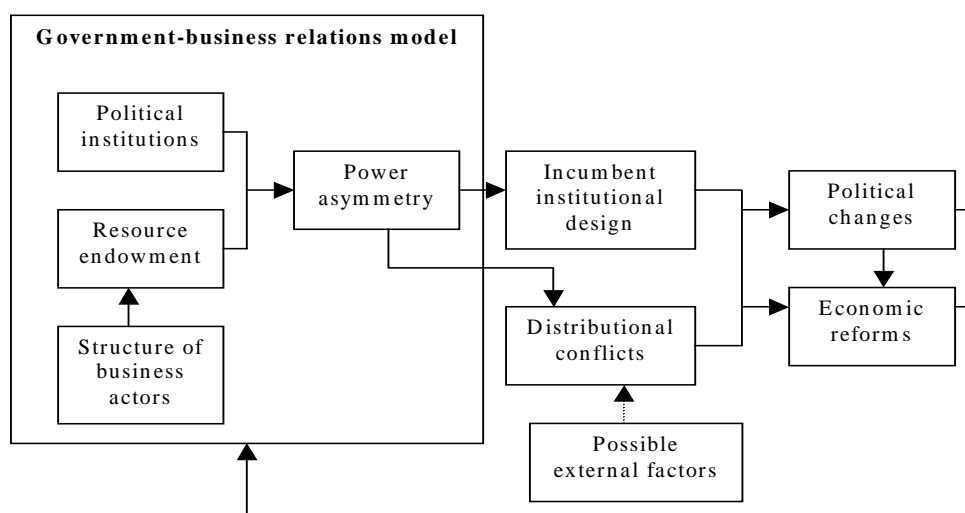 Government-business relations model
Political
institutions
Resource
endowment
Structure of
business
actors
Power
asymmetry
Incumbent
institutional
design
Distributional
conflicts
Possible
external factors
Political
changes
Economic
reforms